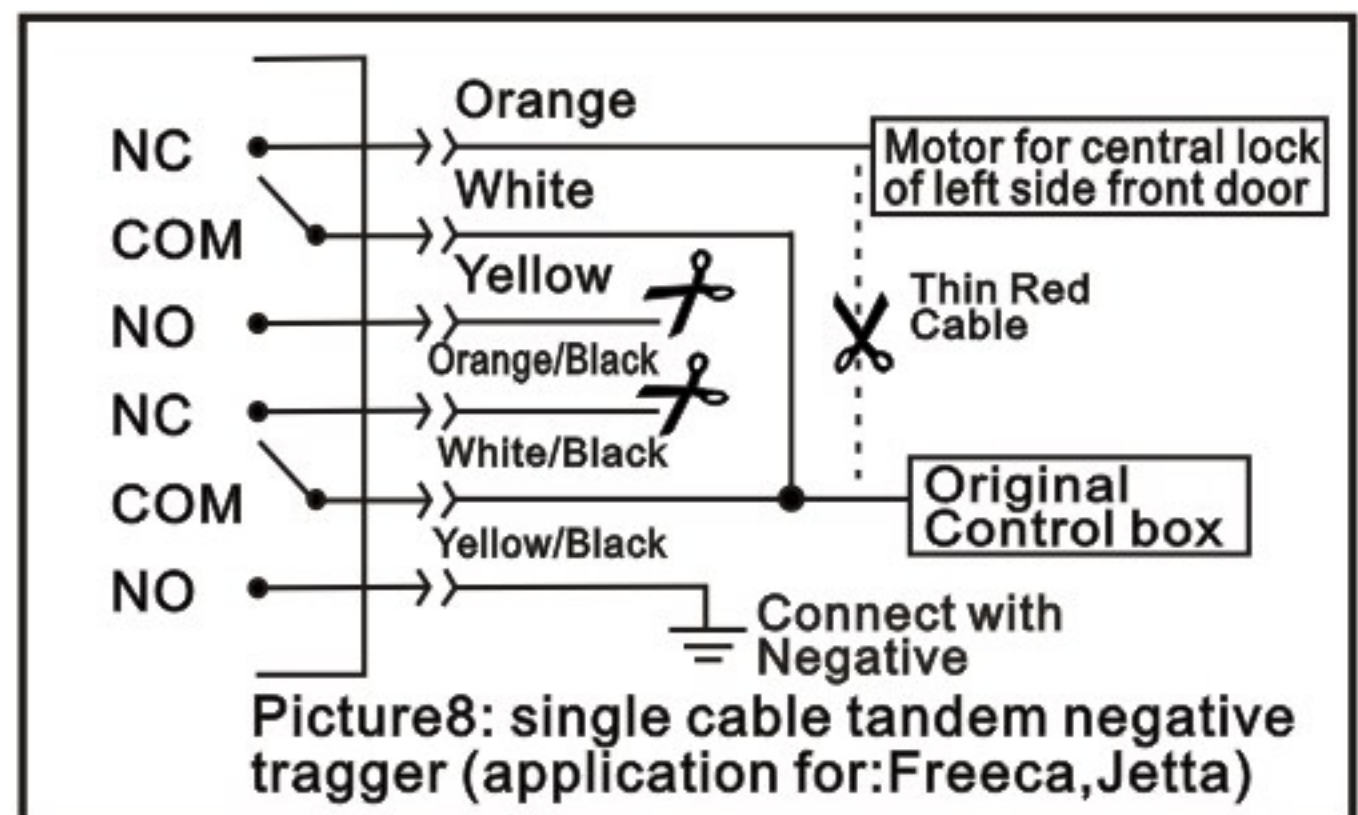 Orange
NC
Motor for central lock
of left side front door
White
COM
Yellow
Thin Red
Cable
NO
Orange/Black
NC
White/Black
COM
Original
Control box
Yellow/Black
NO
Connect with
Negative
Picture8: single cable tandem negative
tragger (application for:Freeca,Jetta)